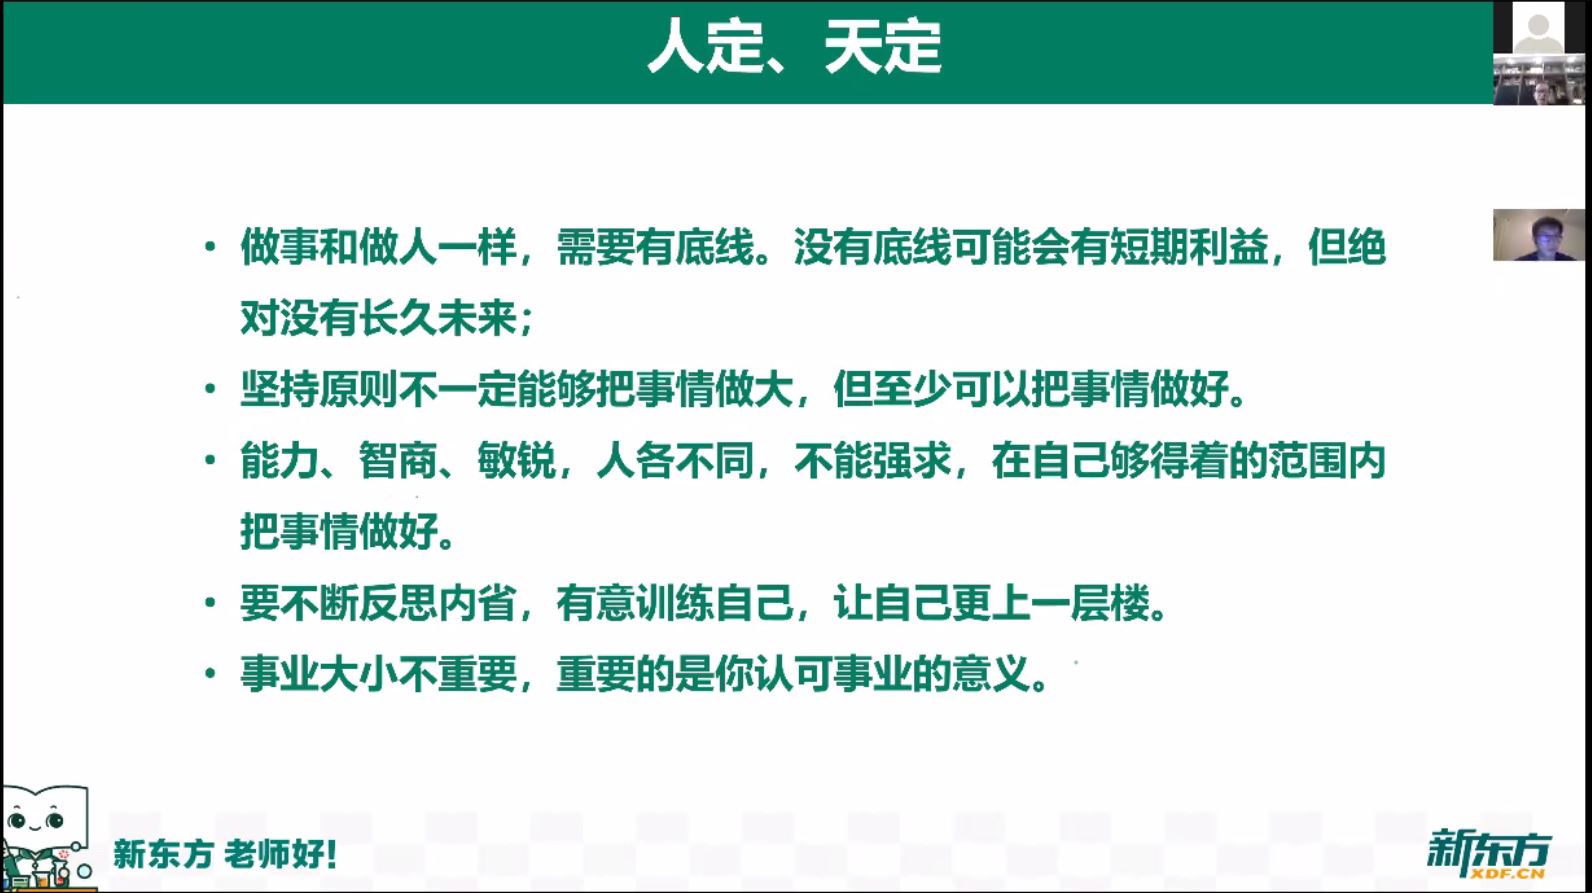 人定、天定
• 做事和做人一样，需要有底线。没有底线可能会有短期利益，但绝
对没有长久未来；
• 坚持原则不一定能够把事情做大，但至少可以把事情做好。
• 能力、智商、敏锐，人各不同，不能强求，在自己够得着的范围内
把事情做好。
• 要不断反思内省，有意训练自己，让自己更上一层楼。
• 事业大小不重要，重要的是你认可事业的意义。
新东方 老师好！
新东方
XDF.CN